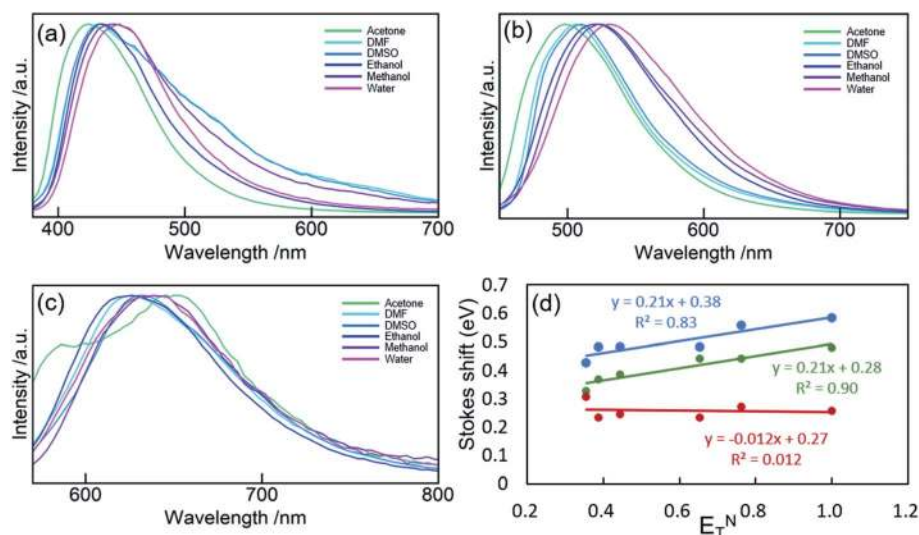 (a)
Acetone
DMF
DMSO
Ethanol
Methanol
Water
Intensity /a.u.
400 500 600 700
Wavelength /nm
(b)
Acetone
DMF
DMSO
Ethanol
Methanol
Water
Intensity /a.u.
500 600 700
Wavelength /nm
(c)
Acetone
DMF
DMSO
Ethanol
Methanol
Water
Intensity /a.u.
600 700 800
Wavelength /nm
(d)
0.7
0.6
0.5
0.4
0.3
0.2
0.1
0
Stokes shift (eV)
y = 0.21x + 0.38
R² = 0.83
y = 0.21x + 0.28
R² = 0.90
y = -0.012x + 0.27
R² = 0.012
0.2 0.4 0.6 0.8 1.0 1.2
E_T^N